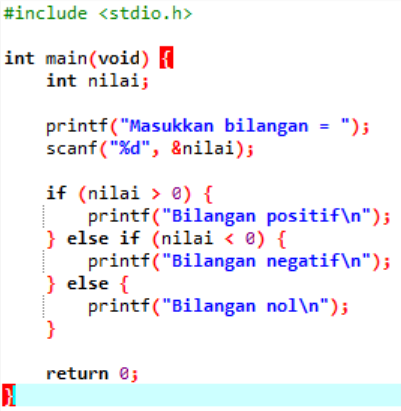 #include <stdio.h>
int main(void) {
int nilai;
printf("Masukkan bilangan = ");
scanf("%d", &nilai);
if (nilai > 0) {
printf("Bilangan positif\n");
} else if (nilai < 0) {
printf("Bilangan negatif\n");
} else {
printf("Bilangan nol\n");
}
return 0;
}